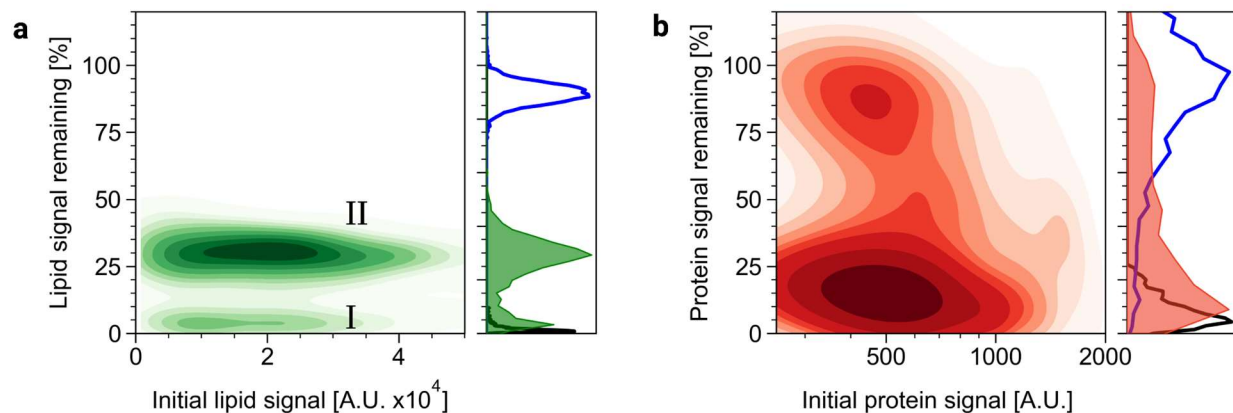 a
Lipid signal remaining [%]
100
75
50
25
0
II
I
0
2
4
Initial lipid signal [A.U. x10^4]
b
Protein signal remaining [%]
100
75
50
25
0
500
1000
2000
Initial protein signal [A.U.]